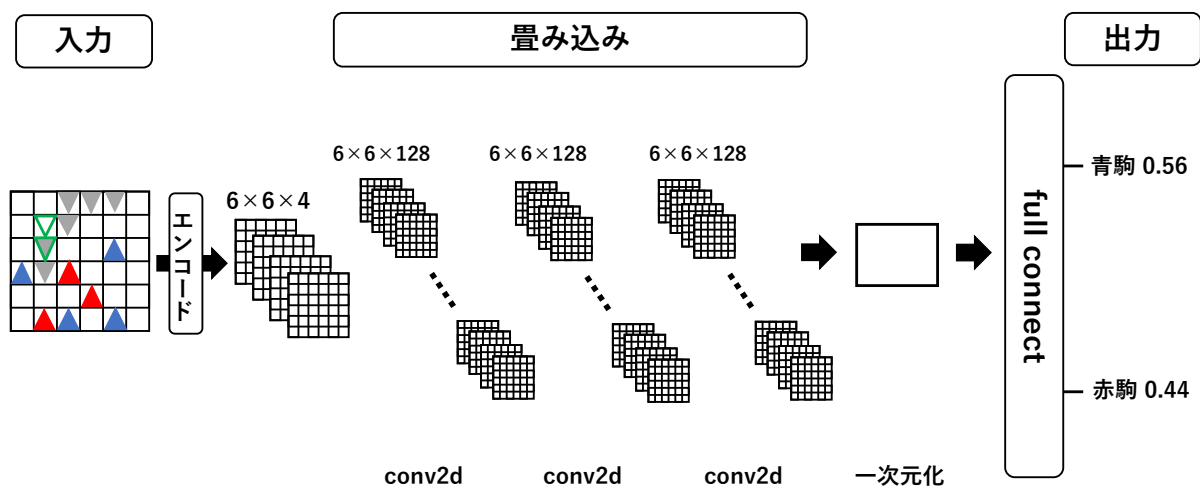 入力
畳み込み
出力
6×6×128
6×6×128
6×6×128
青駒 0.56
6×6×4
エンコード
full connect
赤駒 0.44
conv2d
conv2d
conv2d
一次元化